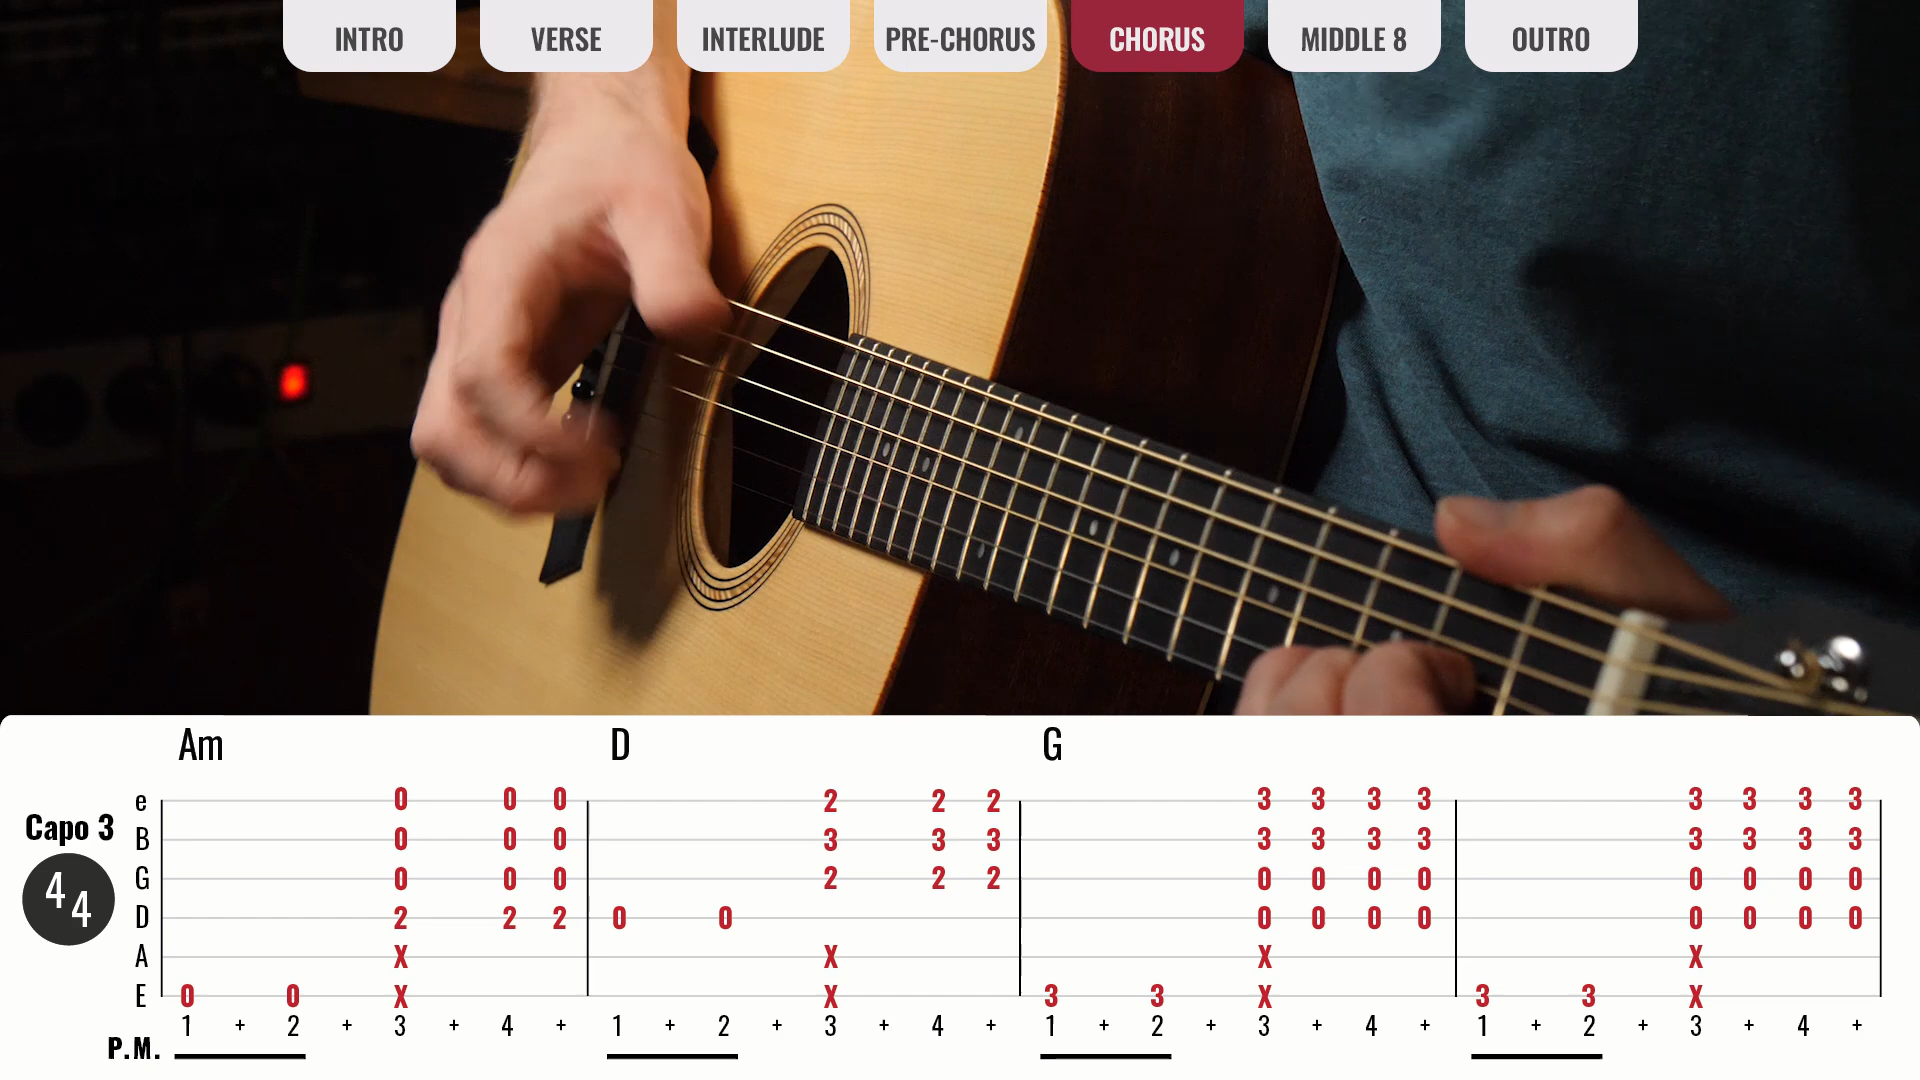 INTRO VERSE INTERLUDE PRE-CHORUS CHORUS MIDDLE 8 OUTRO
Am D G
e 0 0 0 2 2 2 3 3 3 3 3 3 3 3
Capo 3
B 0 0 0 3 3 3 3 3 3 3 3 3 3 3
4/4
G 0 0 0 2 2 2 0 0 0 0 0 0 0 0
D 2 2 2 0 0 0 0 0 0 0 0 0 0
A X X X X
E 0 0 X X 3 3 X 3 3 X
1 + 2 + 3 + 4 + 1 + 2 + 3 + 4 + 1 + 2 + 3 + 4 + 1 + 2 + 3 + 4 +
P.M.